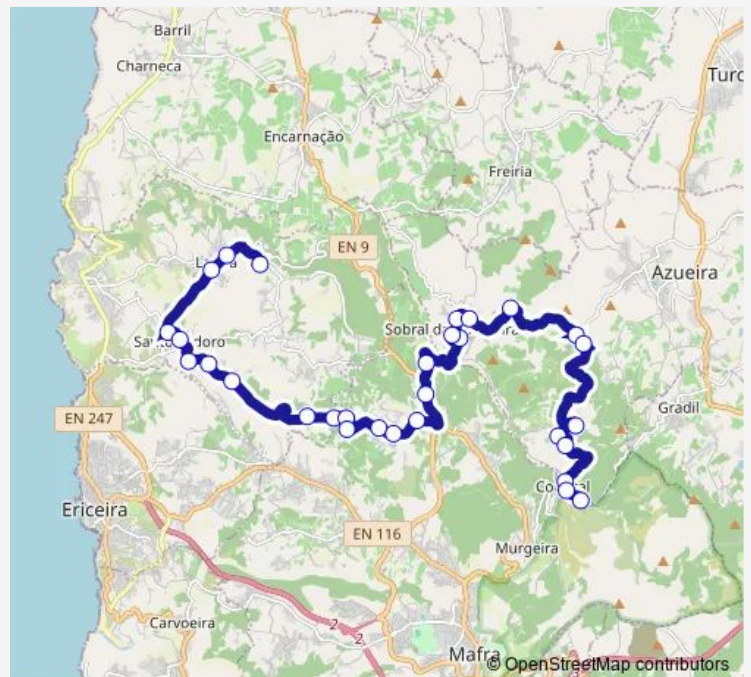 Barril
Charneca
Turc
Encarnação
Freiria
EN 9
Azueira
Sobral da
EN 247
Gradil
Ericeira
EN 116
Murgeira
Carvoeira
2
2
Mafra
© OpenStreetMap contributors